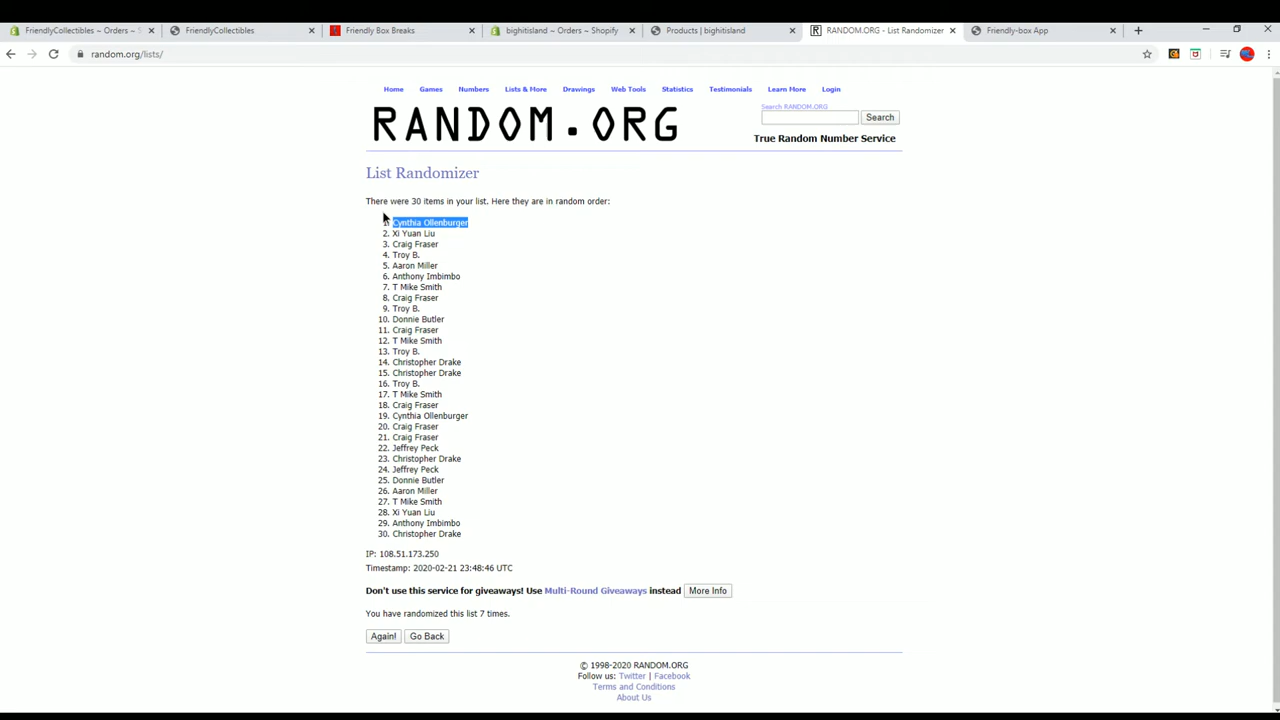 FriendlyCollectibles ~ Orders ~ S
FriendlyCollectibles
Friendly Box Breaks
bighitisland ~ Orders ~ Shopify
Products | bighitisland
RANDOM.ORG - List Randomizer
Friendly-box App
random.org/lists/
Home Games Numbers Lists & More Drawings Web Tools Statistics Testimonials Learn More Login
RANDOM.ORG
Search RANDOM.ORG
Search
True Random Number Service
List Randomizer
There were 30 items in your list. Here they are in random order:
1. Cynthia Ollenburger
2. Xi Yuan Liu
3. Craig Fraser
4. Troy B.
5. Aaron Miller
6. Anthony Imbimbo
7. T Mike Smith
8. Craig Fraser
9. Troy B.
10. Donnie Butler
11. Craig Fraser
12. T Mike Smith
13. Troy B.
14. Christopher Drake
15. Christopher Drake
16. Troy B.
17. T Mike Smith
18. Craig Fraser
19. Cynthia Ollenburger
20. Craig Fraser
21. Craig Fraser
22. Jeffrey Peck
23. Christopher Drake
24. Jeffrey Peck
25. Donnie Butler
26. Aaron Miller
27. T Mike Smith
28. Xi Yuan Liu
29. Anthony Imbimbo
30. Christopher Drake
IP: 108.51.173.250
Timestamp: 2020-02-21 23:48:46 UTC
Don't use this service for giveaways! Use Multi-Round Giveaways instead More Info
You have randomized this list 7 times.
Again! Go Back
© 1998-2020 RANDOM.ORG
Follow us: Twitter | Facebook
Terms and Conditions
About Us